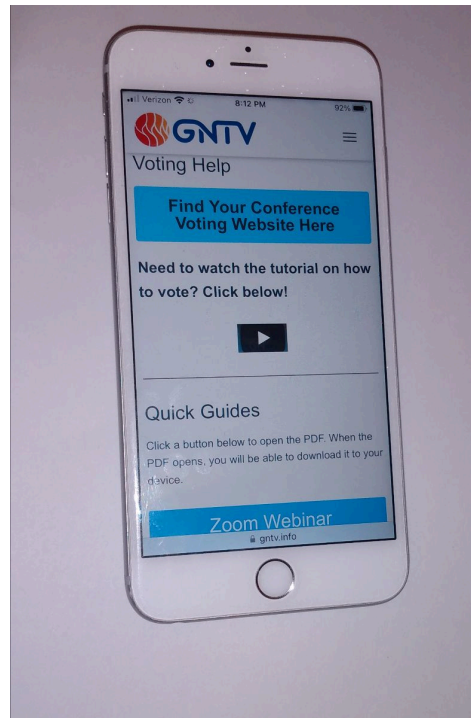 Verizon
8:12 PM
92%
GNTV
Voting Help
Find Your Conference
Voting Website Here
Need to watch the tutorial on how
to vote? Click below!
Quick Guides
Click a button below to open the PDF. When the
PDF opens, you will be able to download it to your
device.
Zoom Webinar
gntv.info